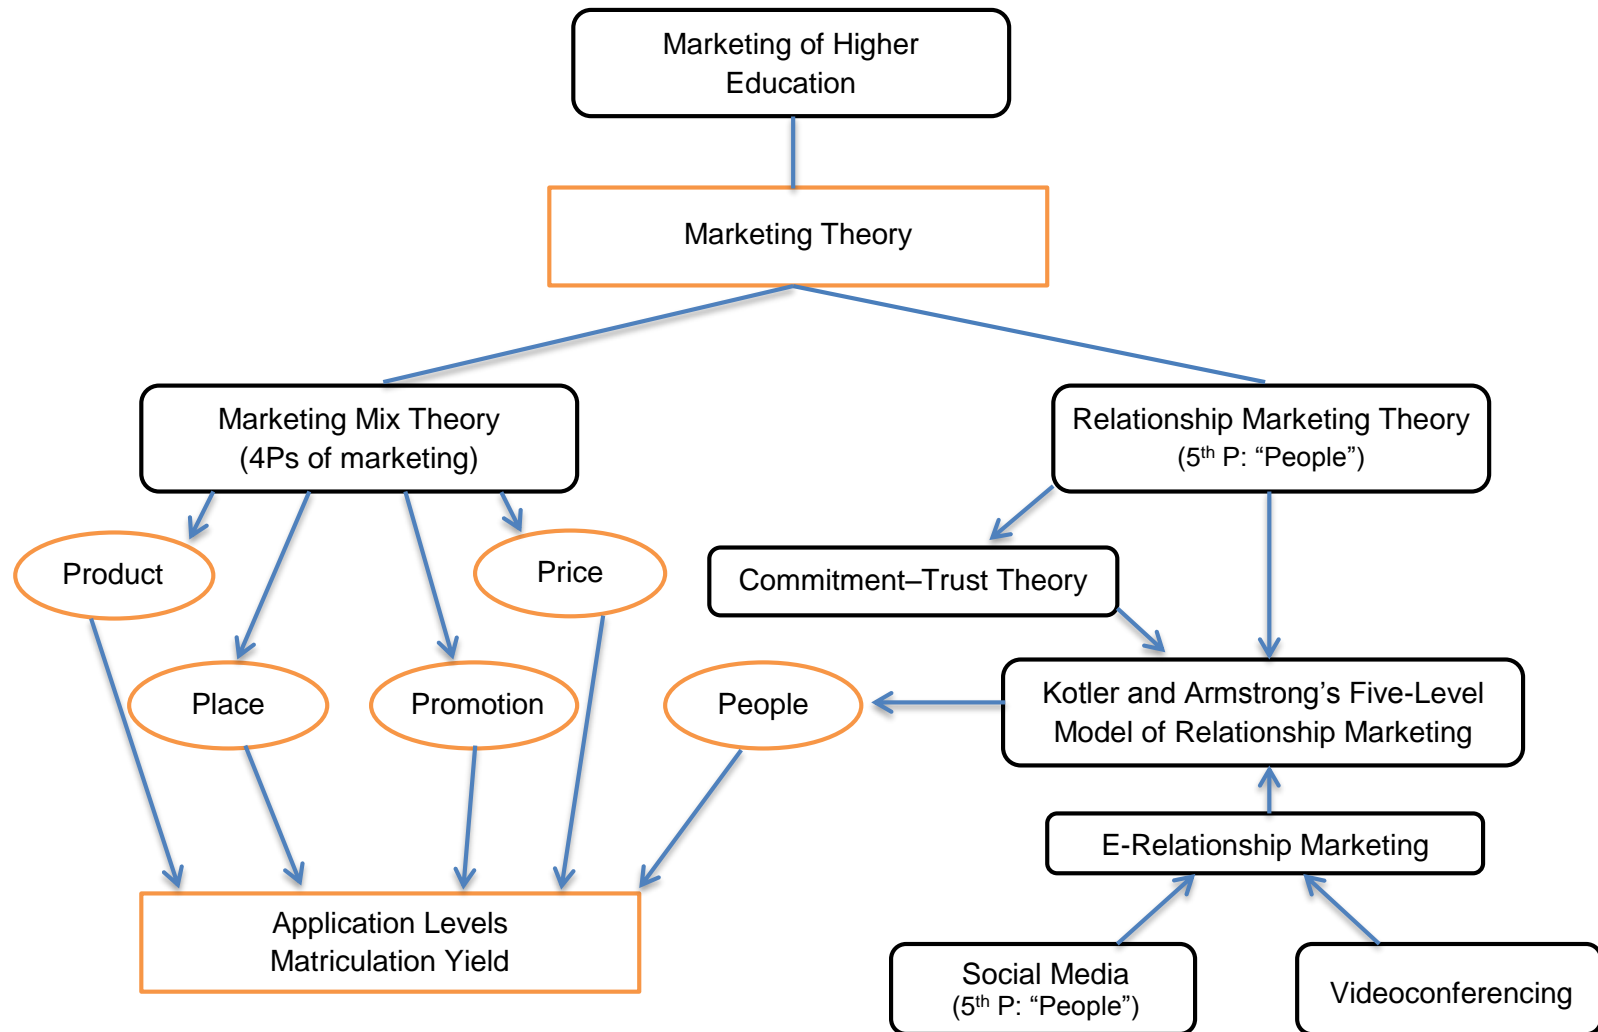 Marketing of Higher
Education
Marketing Theory
Marketing Mix Theory
(4Ps of marketing)
Relationship Marketing Theory
(5th P: “People”)
Product
Price
Commitment–Trust Theory
Place
Promotion
People
Kotler and Armstrong’s Five-Level
Model of Relationship Marketing
E-Relationship Marketing
Application Levels
Matriculation Yield
Social Media
(5th P: “People”)
Videoconferencing